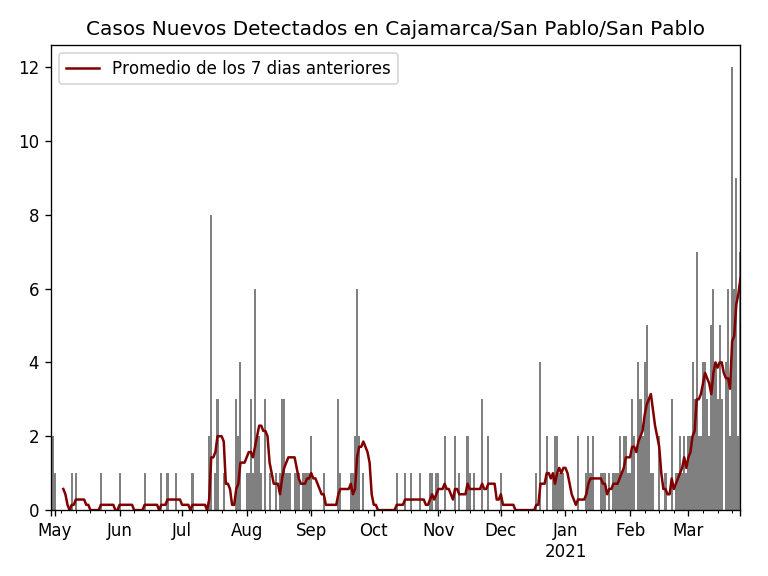 Casos Nuevos Detectados en Cajamarca/San Pablo/San Pablo
Promedio de los 7 dias anteriores
12
10
8
6
4
2
0
May Jun Jul Aug Sep Oct Nov Dec Jan Feb Mar
2021